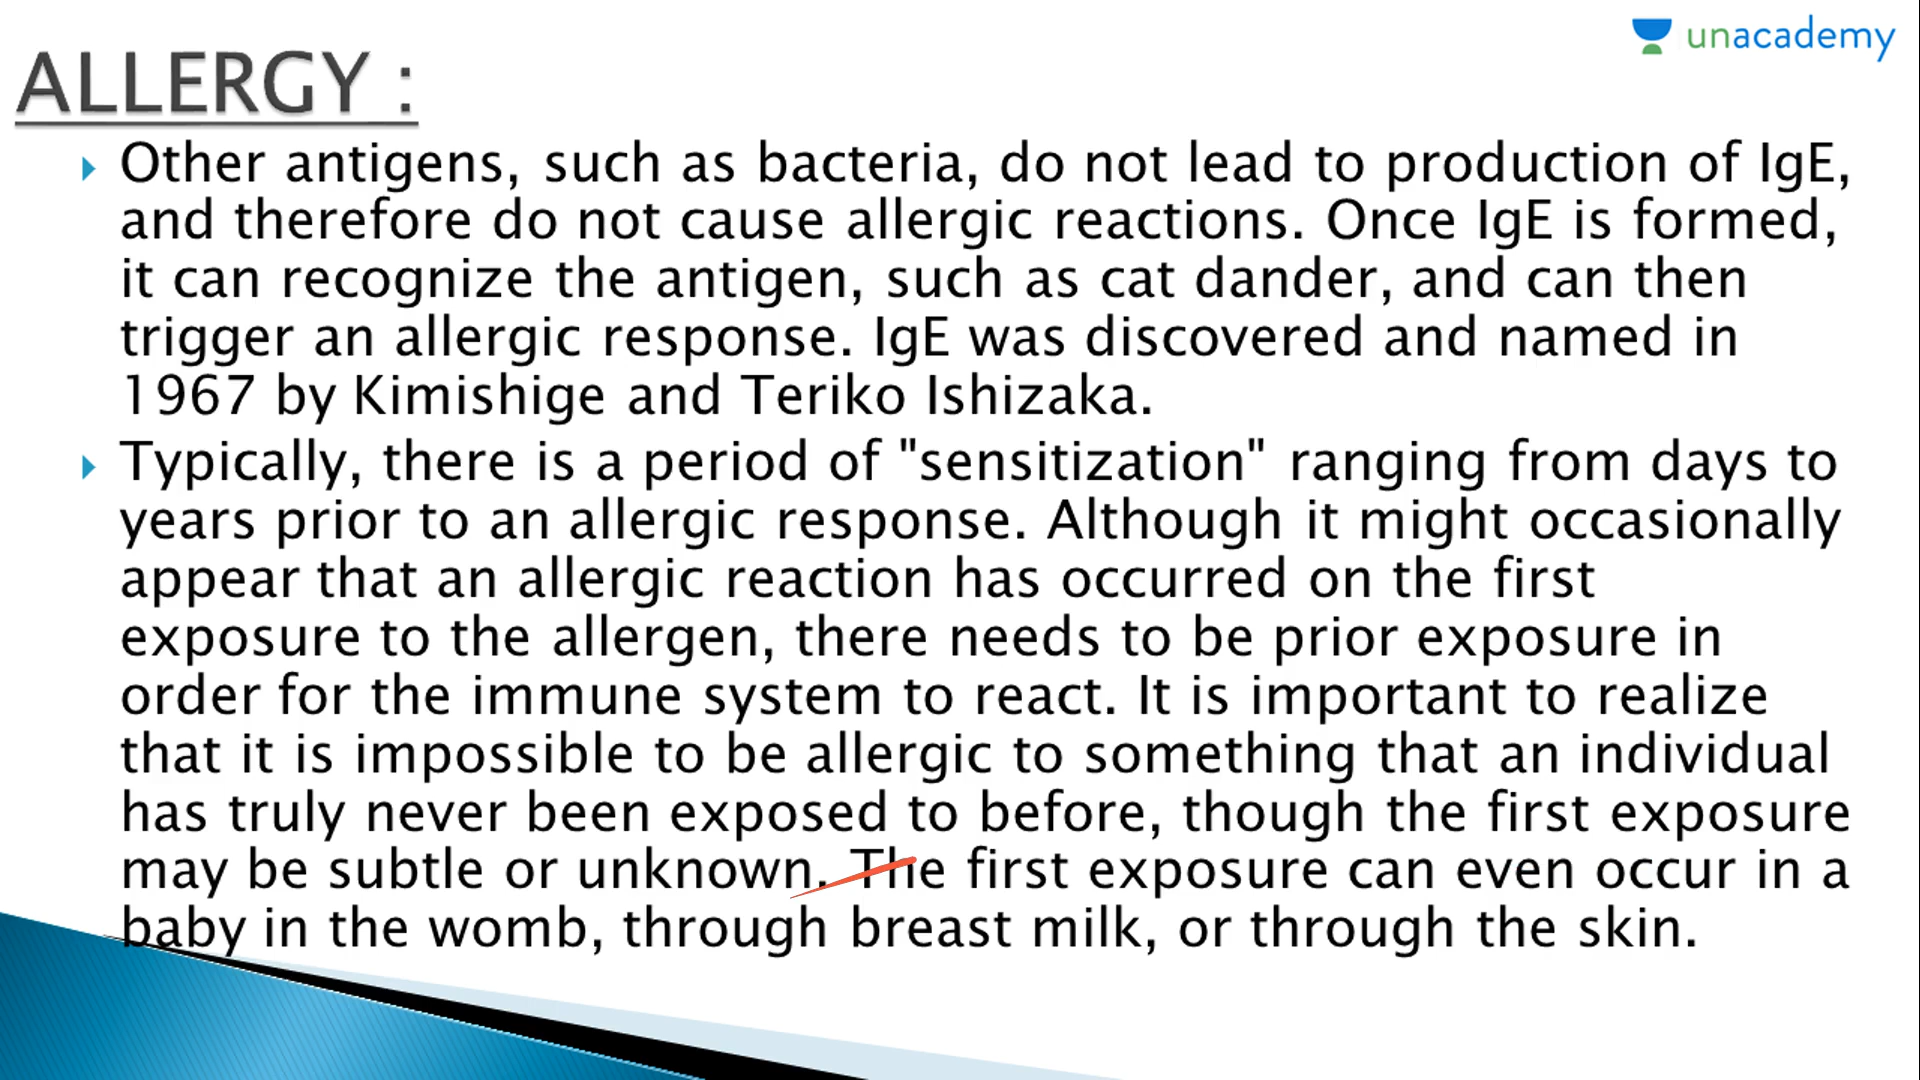 unacademy
ALLERGY :
Other antigens, such as bacteria, do not lead to production of IgE,
and therefore do not cause allergic reactions. Once IgE is formed,
it can recognize the antigen, such as cat dander, and can then
trigger an allergic response. IgE was discovered and named in
1967 by Kimishige and Teriko Ishizaka.
Typically, there is a period of "sensitization" ranging from days to
years prior to an allergic response. Although it might occasionally
appear that an allergic reaction has occurred on the first
exposure to the allergen, there needs to be prior exposure in
order for the immune system to react. It is important to realize
that it is impossible to be allergic to something that an individual
has truly never been exposed to before, though the first exposure
may be subtle or unknown. The first exposure can even occur in a
baby in the womb, through breast milk, or through the skin.